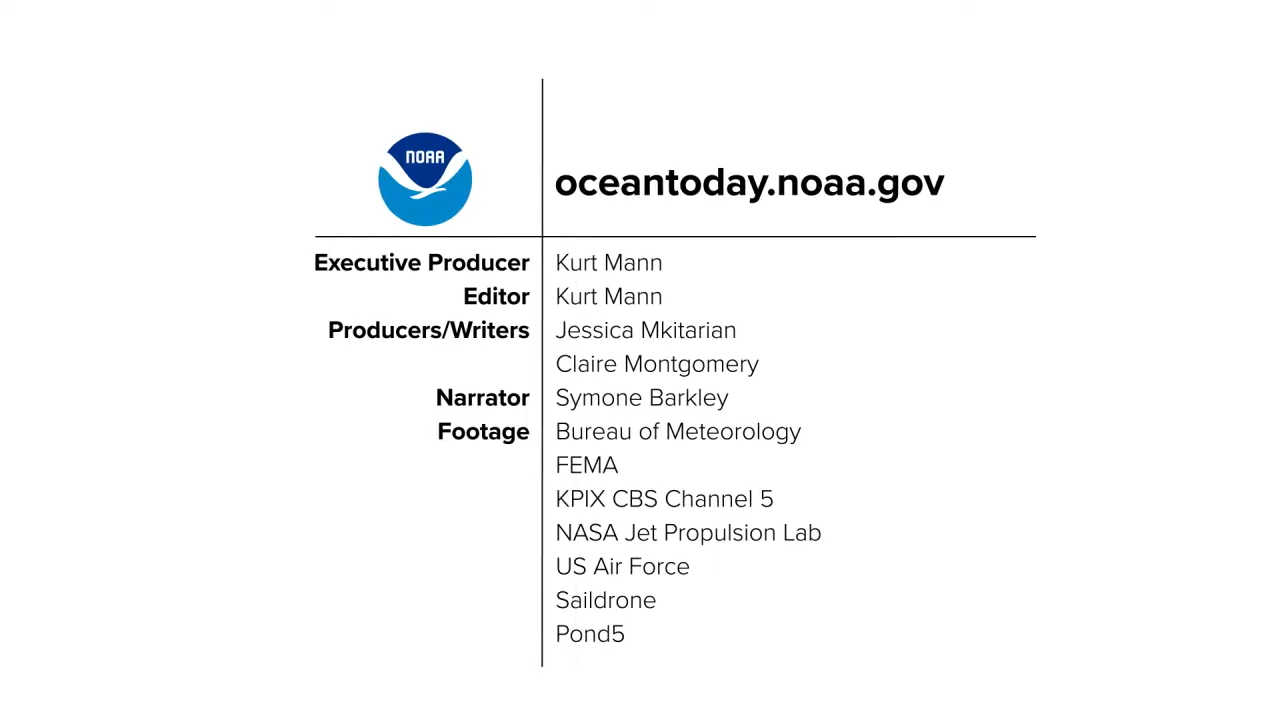 NOAA
oceantoday.noaa.gov
Executive Producer Kurt Mann
Editor Kurt Mann
Producers/Writers Jessica Mkitarian
Claire Montgomery
Narrator Symone Barkley
Footage Bureau of Meteorology
FEMA
KPIX CBS Channel 5
NASA Jet Propulsion Lab
US Air Force
Saildrone
Pond5